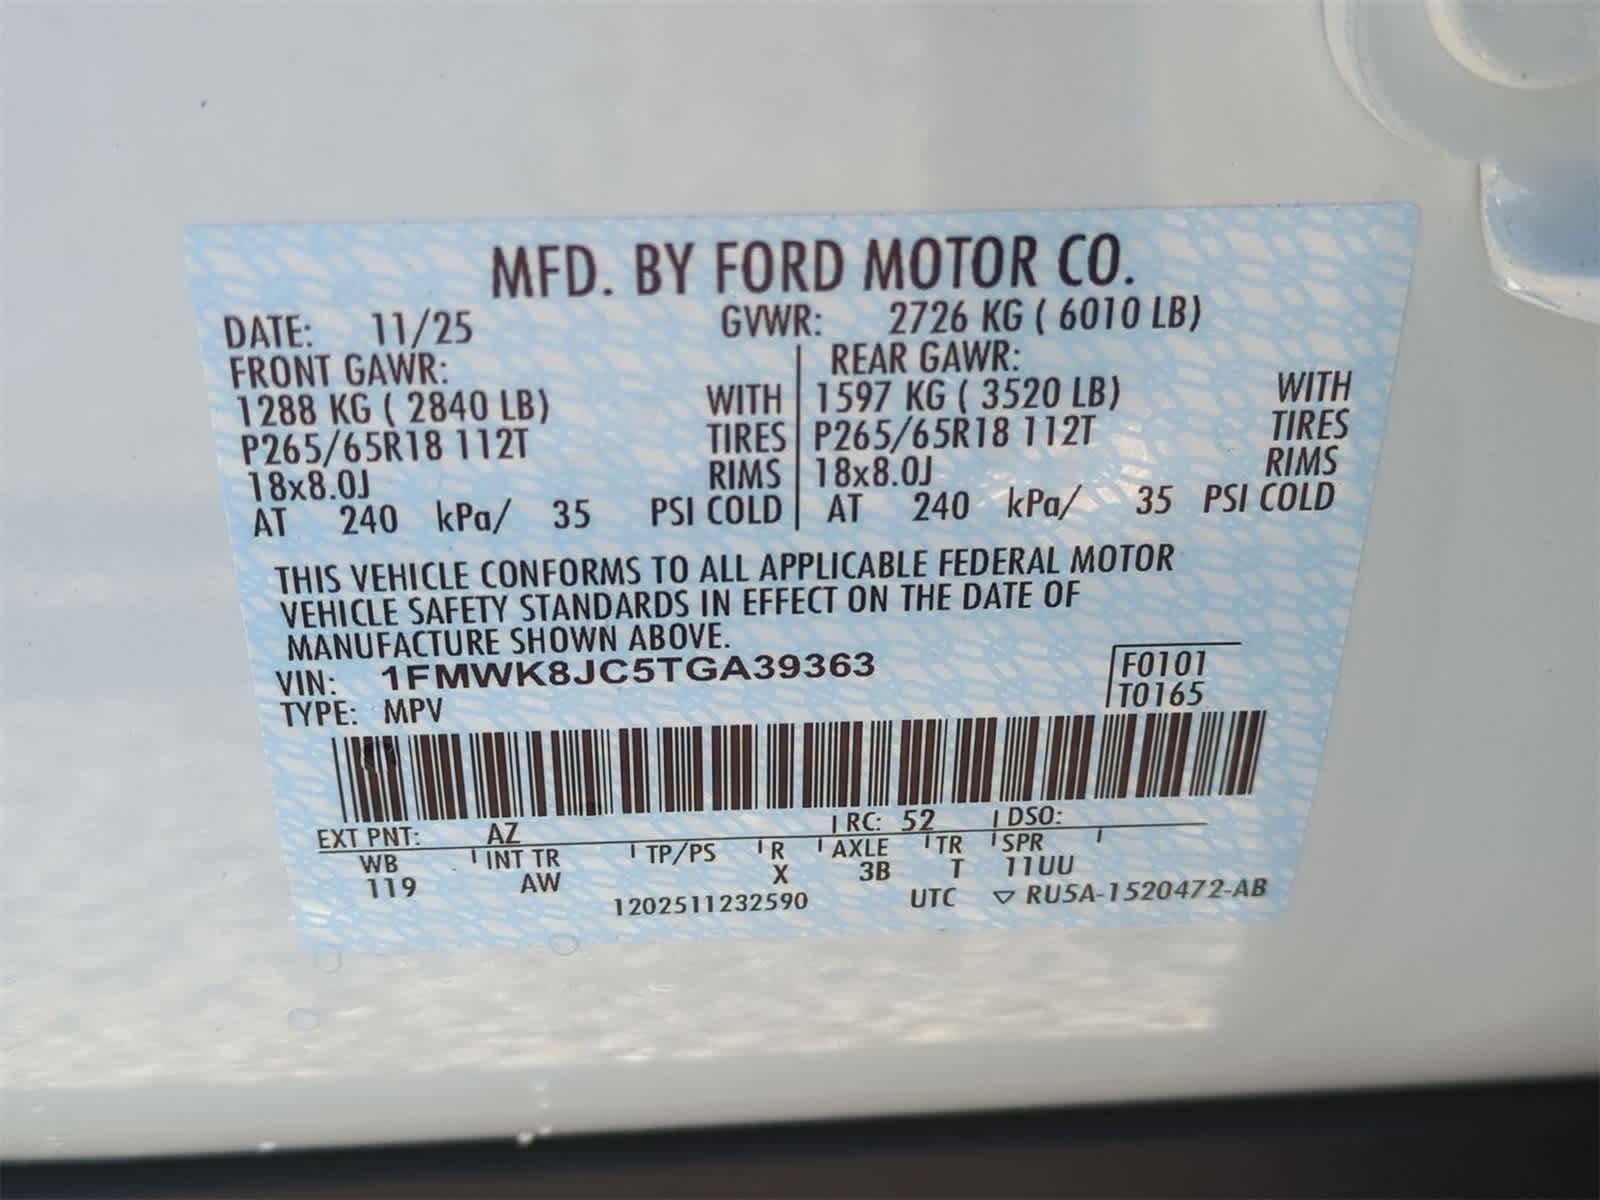 MFD. BY FORD MOTOR CO.
DATE: 11/25 GVWR: 2726 KG ( 6010 LB)
FRONT GAWR: REAR GAWR:
1288 KG ( 2840 LB) WITH 1597 KG ( 3520 LB) WITH
P265/65R18 112T TIRES P265/65R18 112T TIRES
18x8.0J RIMS 18x8.0J RIMS
AT 240 kPa/ 35 PSI COLD AT 240 kPa/ 35 PSI COLD
THIS VEHICLE CONFORMS TO ALL APPLICABLE FEDERAL MOTOR
VEHICLE SAFETY STANDARDS IN EFFECT ON THE DATE OF
MANUFACTURE SHOWN ABOVE.
VIN: 1FMWK8JC5TGA39363 F0101
TYPE: MPV T0165
EXT PNT: AZ RC: 52 DSO:
WB INT TR TP/PS R AXLE TR SPR
119 AW X 3B T 11UU
1202511232590 UTC ▽ RU5A-1520472-AB